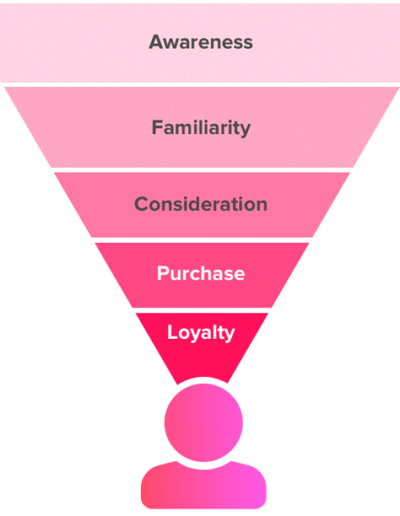 Awareness
Familiarity
Consideration
Purchase
Loyalty